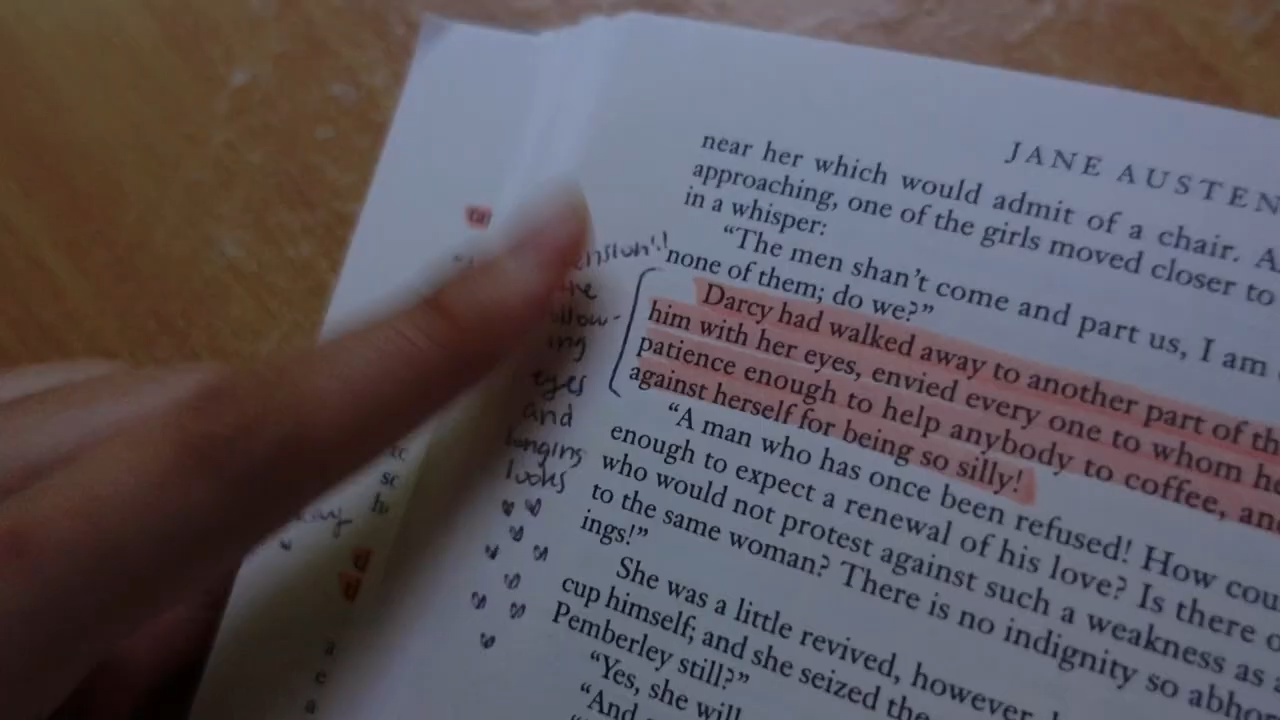 JANE AUSTEN
near her which would admit of a chair. A
approaching, one of the girls moved closer to
in a whisper:
“The men shan’t come and part us, I am
none of them; do we?”
Darcy had walked away to another part of th
him with her eyes, envied every one to whom he
patience enough to help anybody to coffee, an
against herself for being so silly!
“A man who has once been refused! How cou
enough to expect a renewal of his love? Is there o
who would not protest against such a weakness as a
to the same woman? There is no indignity so abho
ings!”
She was a little revived, however,
cup himself; and she seized the
Pemberley still?”
“Yes, she will
“And
ension!!
the
llow-
ing
eyes
and
longing
looks